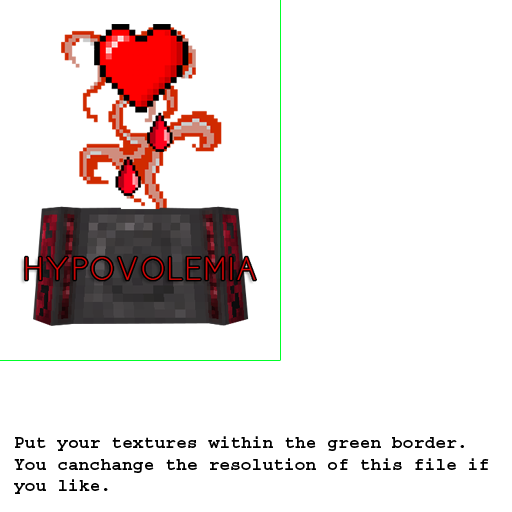 HYPOVOLEMIA
Put your textures within the green border.
You canchange the resolution of this file if
you like.